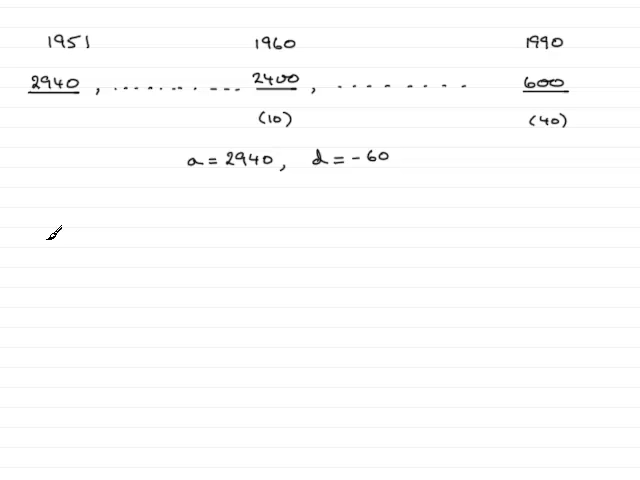 1951 1960 1990
2940 , .............. 2400 , ......... 600
(10) (40)
a = 2940 , d = - 60